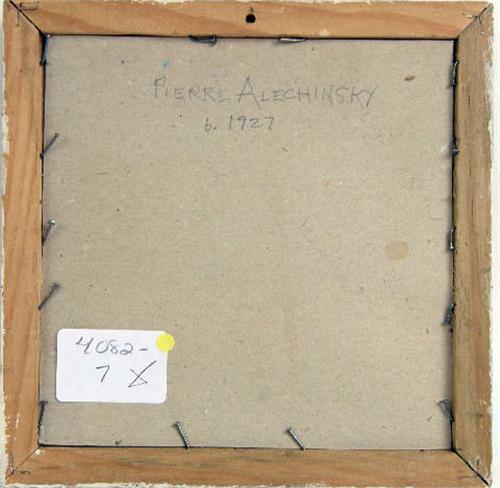 PIERRE ALECHINSKY
b. 1927
4082-
7 X